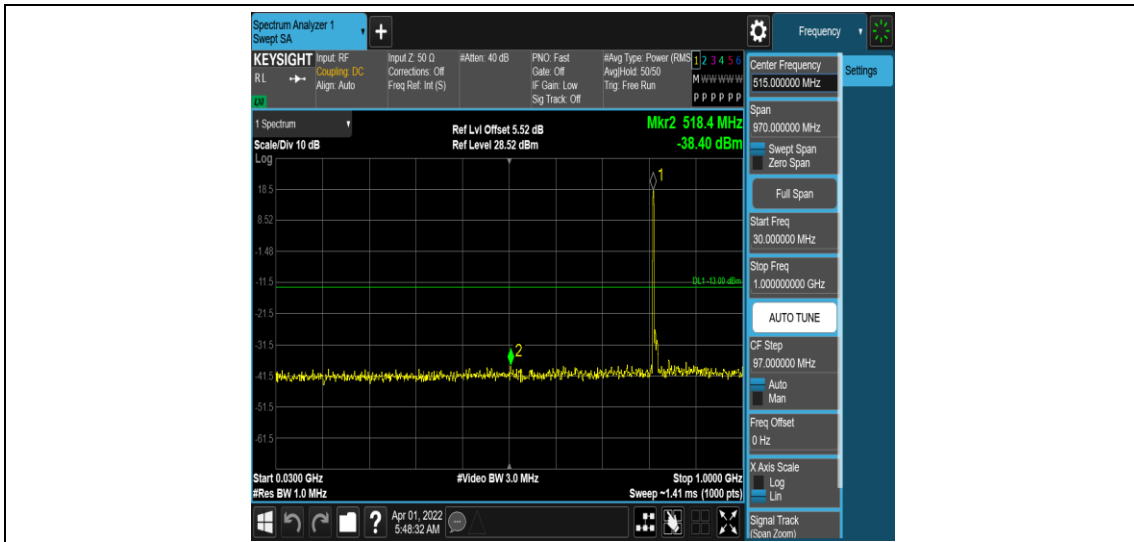 Spectrum Analyzer 1
Swept SA
Frequency
KEYSIGHT
RL
LXI
Input: RF
Coupling: DC
Align: Auto
Input Z: 50 Ω
Corrections: Off
Freq Ref: Int (S)
#Atten: 40 dB
PNO: Fast
Gate: Off
IF Gain: Low
Sig Track: Off
#Avg Type: Power (RMS
Avg|Hold: 50/50
Trig: Free Run
1 2 3 4 5 6
M W W W W W
P P P P P P
1 Spectrum
Scale/Div 10 dB
Ref Lvl Offset 5.52 dB
Ref Level 28.52 dBm
Mkr2 518.4 MHz
-38.40 dBm
Log
1
18.5
8.52
-1.48
-11.5
DL1 -13.00 dBm
-21.5
-31.5
2
-41.5
-51.5
-61.5
Start 0.0300 GHz
#Res BW 1.0 MHz
#Video BW 3.0 MHz
Stop 1.0000 GHz
Sweep ~1.41 ms (1000 pts)
?
Apr 01, 2022
5:48:32 AM
Center Frequency
515.000000 MHz
Settings
Span
970.000000 MHz
Swept Span
Zero Span
Full Span
Start Freq
30.000000 MHz
Stop Freq
1.000000000 GHz
AUTO TUNE
CF Step
97.000000 MHz
Auto
Man
Freq Offset
0 Hz
X Axis Scale
Log
Lin
Signal Track
(Span Zoom)